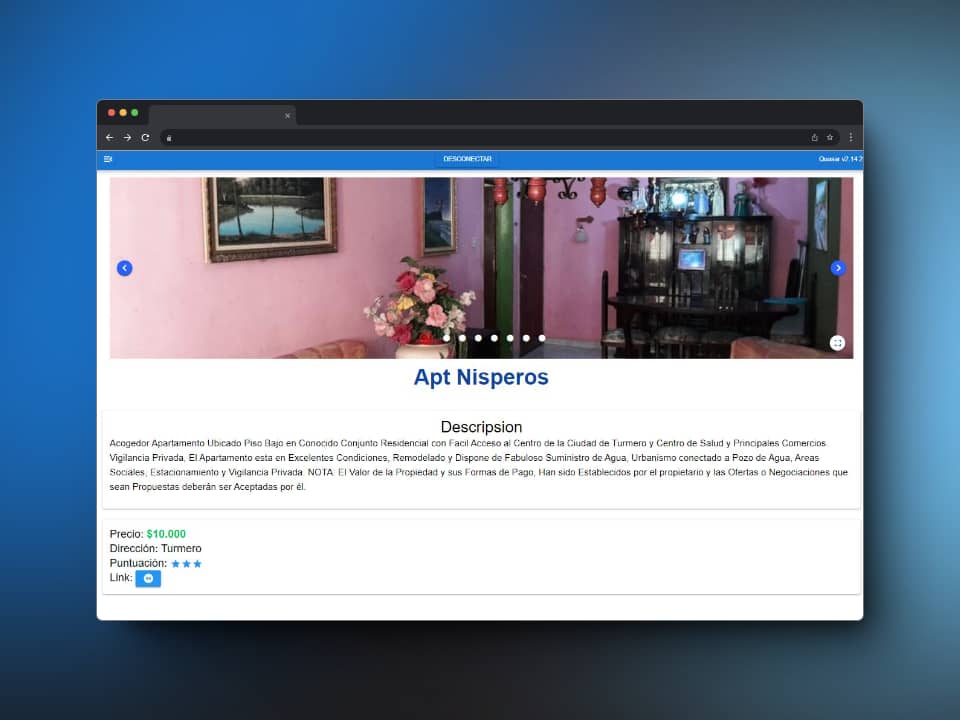 DESCONECTAR
Quasar v2.14.2
Apt Nisperos
Descripsion
Acogedor Apartamento Ubicado Piso Bajo en Conocido Conjunto Residencial con Facil Acceso al Centro de la Ciudad de Turmero y Centro de Salud y Principales Comercios.
Vigilancia Privada, El Apartamento esta en Excelentes Condiciones, Remodelado y Dispone de Fabuloso Suministro de Agua, Urbanismo conectado a Pozo de Agua, Areas
Sociales, Estacionamiento y Vigilancia Privada. NOTA: El Valor de la Propiedad y sus Formas de Pago, Han sido Establecidos por el propietario y las Ofertas o Negociaciones que
sean Propuestas deberán ser Aceptadas por él.
Precio: $10.000
Dirección: Turmero
Puntuación:
Link: